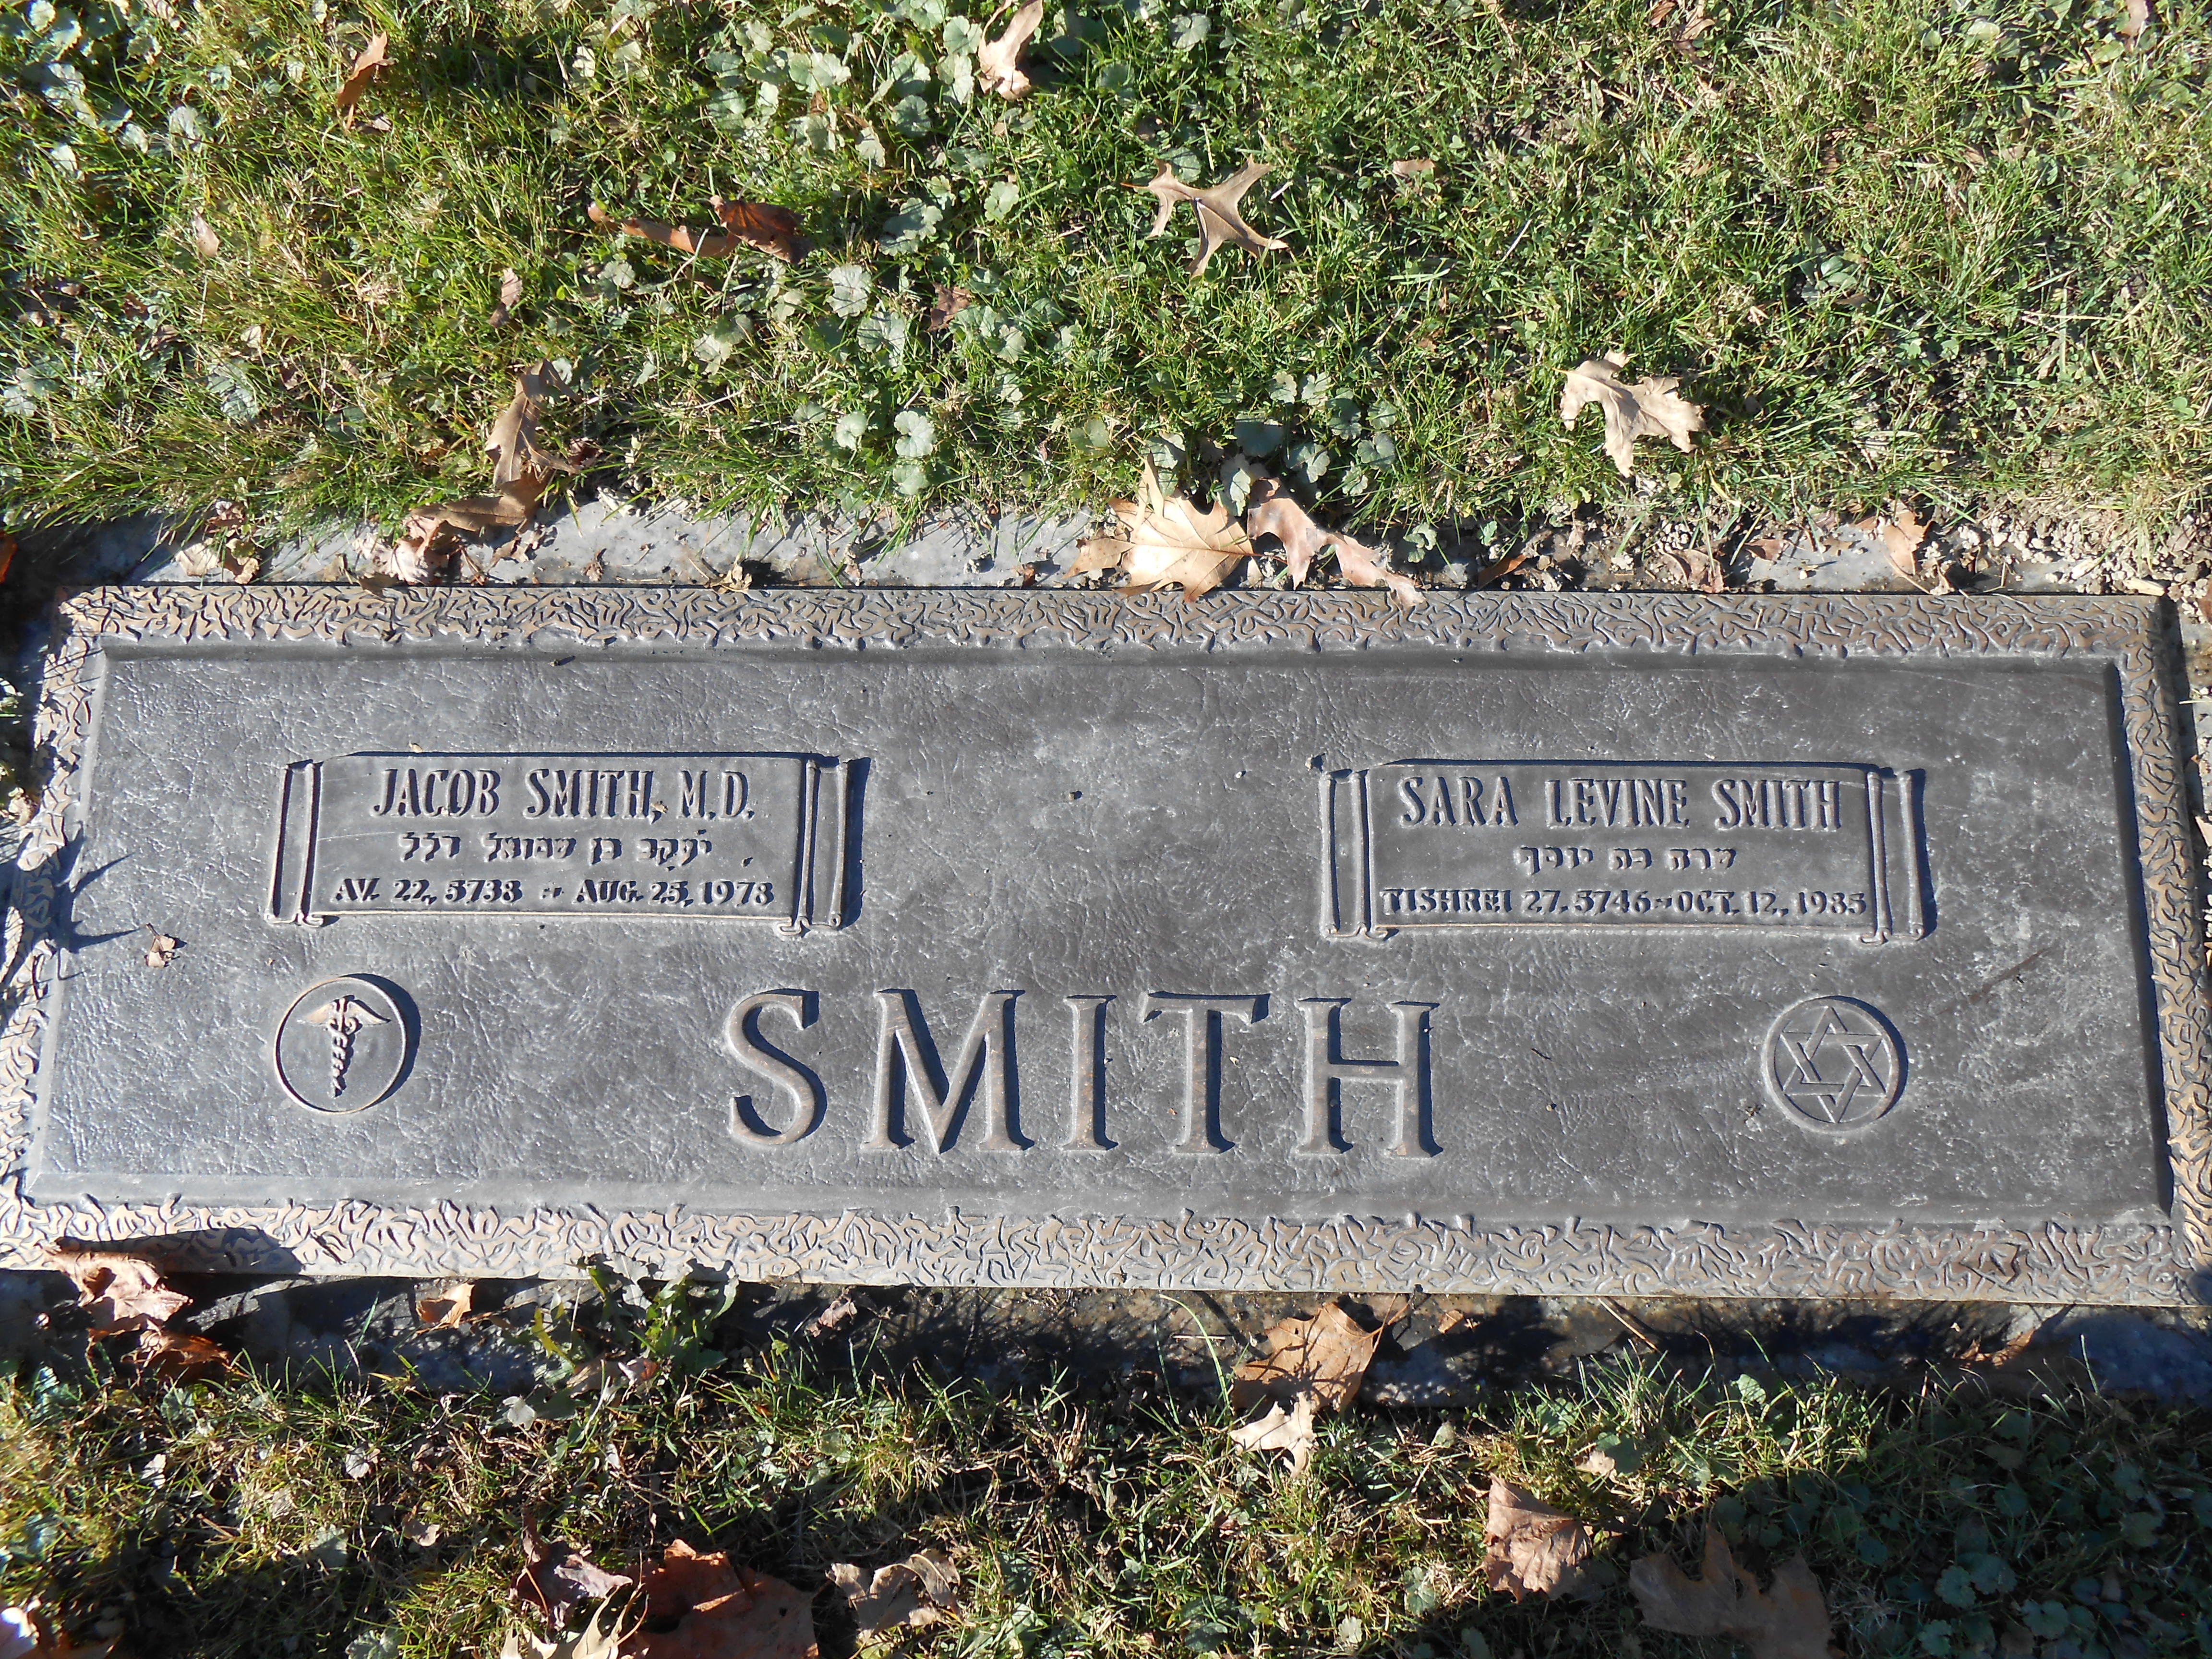 JACOB SMITH, M.D.
יעקב בן שמואל הלל
AV. 22, 5738 ~ AUG. 25, 1978
SARA LEVINE SMITH
שרה בת יוסף
TISHREI 27, 5746 ~ OCT. 12, 1985
SMITH